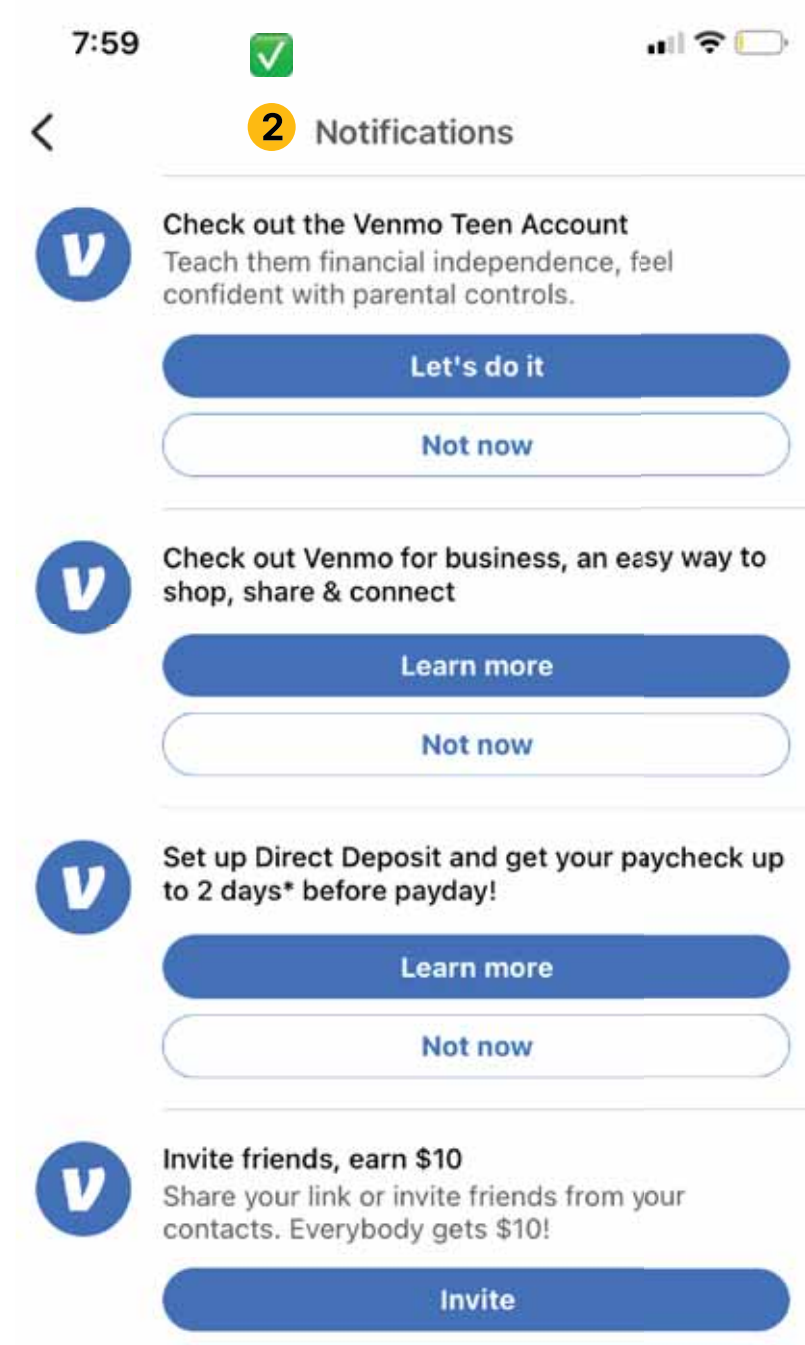 7:59
2 Notifications
Check out the Venmo Teen Account
Teach them financial independence, feel
confident with parental controls.
Let's do it
Not now
Check out Venmo for business, an easy way to
shop, share & connect
Learn more
Not now
Set up Direct Deposit and get your paycheck up
to 2 days* before payday!
Learn more
Not now
Invite friends, earn $10
Share your link or invite friends from your
contacts. Everybody gets $10!
Invite